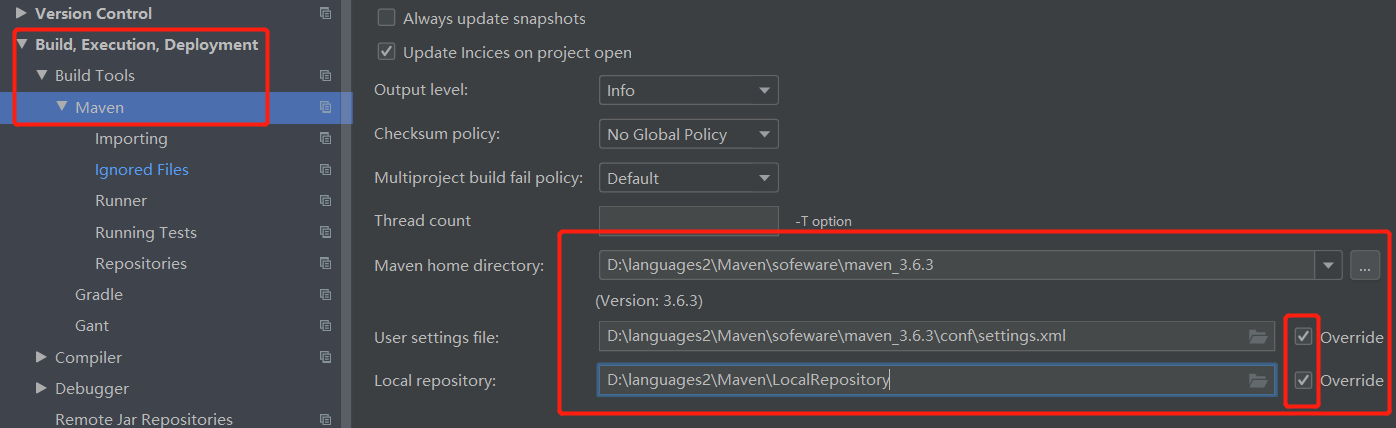 Version Control
Build, Execution, Deployment
Build Tools
Maven
Importing
Ignored Files
Runner
Running Tests
Repositories
Gradle
Gant
Compiler
Debugger
Remote Jar Repositories
Always update snapshots
Update Incices on project open
Output level: Info
Checksum policy: No Global Policy
Multiproject build fail policy: Default
Thread count -T option
Maven home directory: D:\languages2\Maven\sofeware\maven_3.6.3 ...
(Version: 3.6.3)
User settings file: D:\languages2\Maven\sofeware\maven_3.6.3\conf\settings.xml Override
Local repository: D:\languages2\Maven\LocalRepository Override